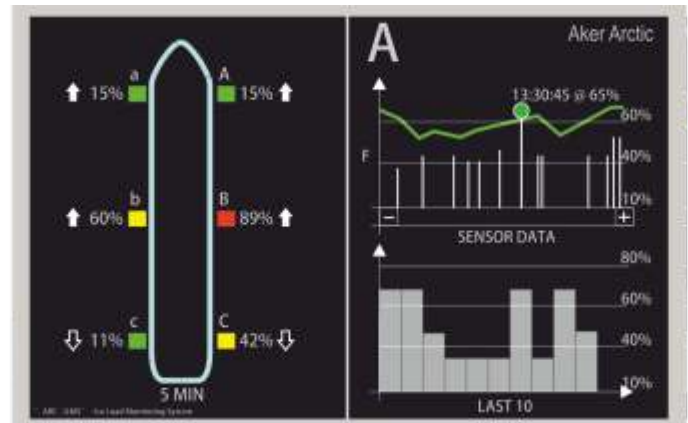 a A
15% 15%
b B
60% 89%
c C
11% 42%
5 MIN
Ice Load Monitoring System
A Aker Arctic
13:30:45 @ 65%
60%
F 40%
10%
− +
SENSOR DATA
80%
60%
40%
10%
LAST 10